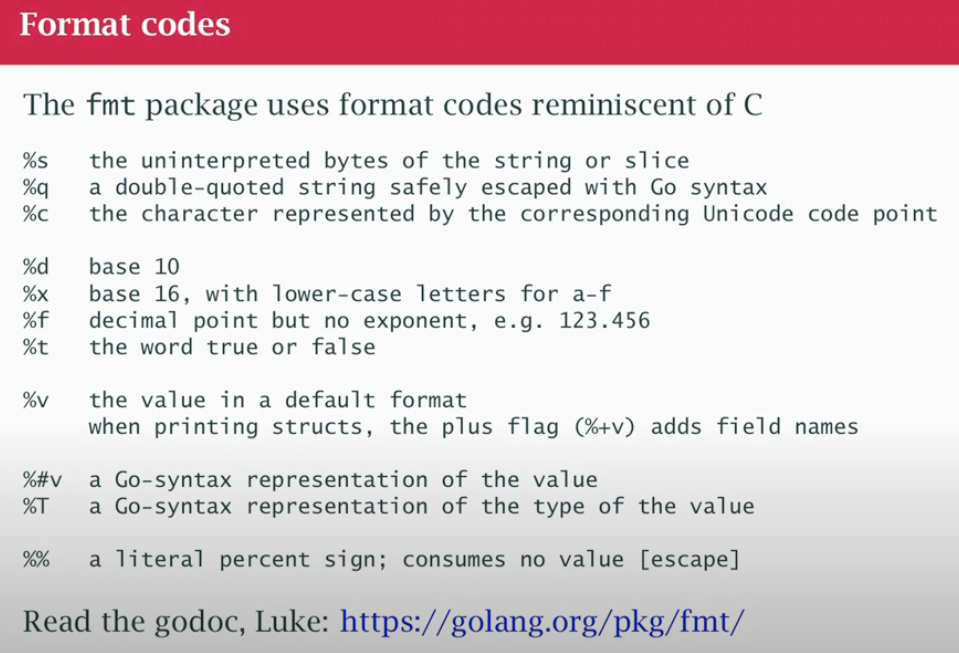 Format codes
The fmt package uses format codes reminiscent of C
%s the uninterpreted bytes of the string or slice
%q a double-quoted string safely escaped with Go syntax
%c the character represented by the corresponding Unicode code point
%d base 10
%x base 16, with lower-case letters for a-f
%f decimal point but no exponent, e.g. 123.456
%t the word true or false
%v the value in a default format
when printing structs, the plus flag (%+v) adds field names
%#v a Go-syntax representation of the value
%T a Go-syntax representation of the type of the value
%% a literal percent sign; consumes no value [escape]
Read the godoc, Luke: https://golang.org/pkg/fmt/